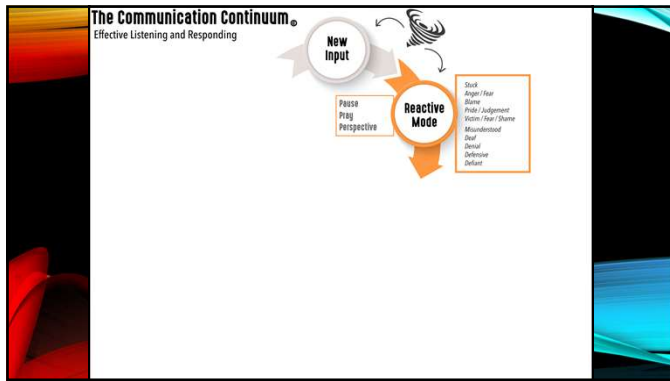 The Communication Continuum©
Effective Listening and Responding
New
Input
Pause
Pray
Perspective
Reactive
Mode
Stuck
Anger / Fear
Blame
Pride / Judgement
Victim / Fear / Shame
Misunderstood
Deaf
Denial
Defensive
Defiant